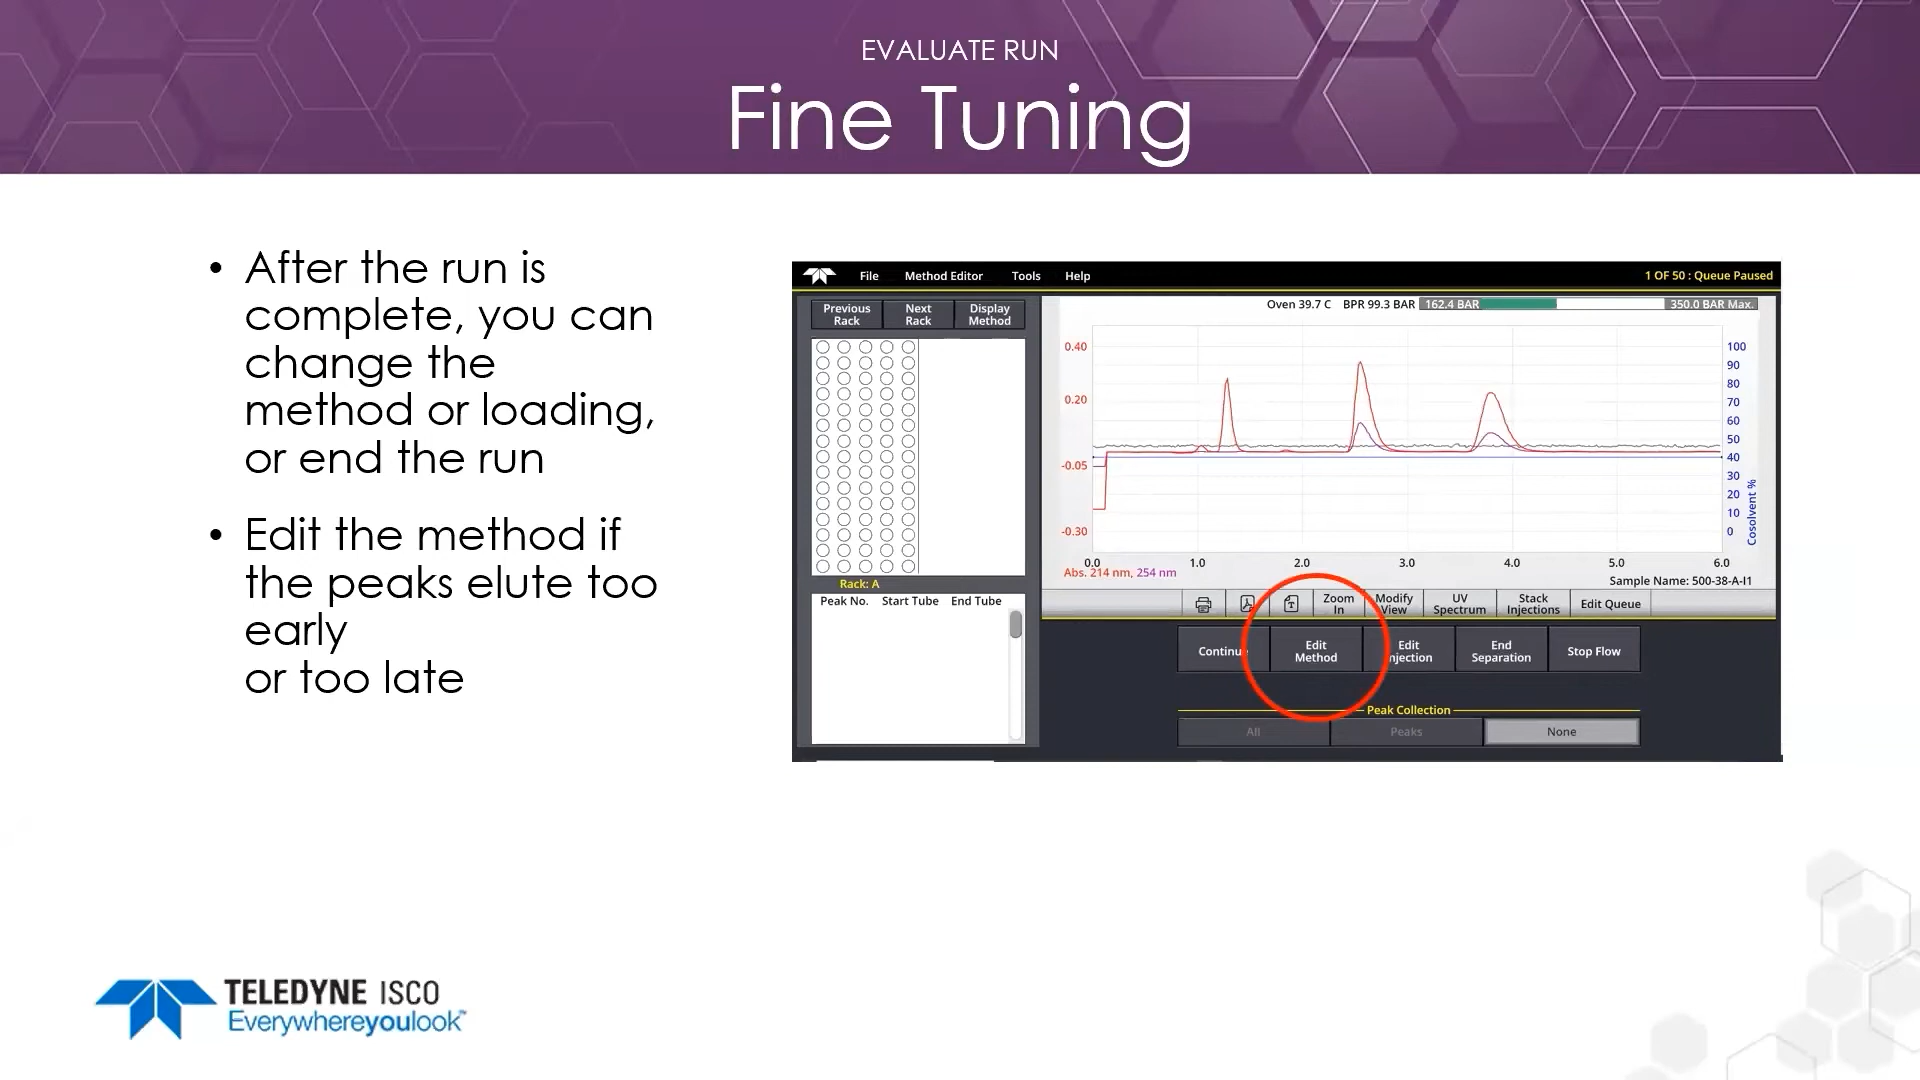 EVALUATE RUN
Fine Tuning
• After the run is
complete, you can
change the
method or loading,
or end the run
• Edit the method if
the peaks elute too
early
or too late
File Method Editor Tools Help 1 OF 50 : Queue Paused
Previous Rack
Next Rack
Display Method
Oven 39.7 C BPR 99.3 BAR 162.4 BAR 350.0 BAR Max.
0.40
0.20
-0.05
-0.30
100
90
80
70
60
50
40
30
20
10
0
Cosolvent %
0.0 1.0 2.0 3.0 4.0 5.0 6.0
Abs. 214 nm, 254 nm
Sample Name: 500-38-A-I1
Rack: A
Peak No. Start Tube End Tube
Zoom In
Modify View
UV Spectrum
Stack Injections
Edit Queue
Continue
Edit Method
Edit Injection
End Separation
Stop Flow
Peak Collection
All Peaks None
TELEDYNE ISCO
Everywhereyoulook™